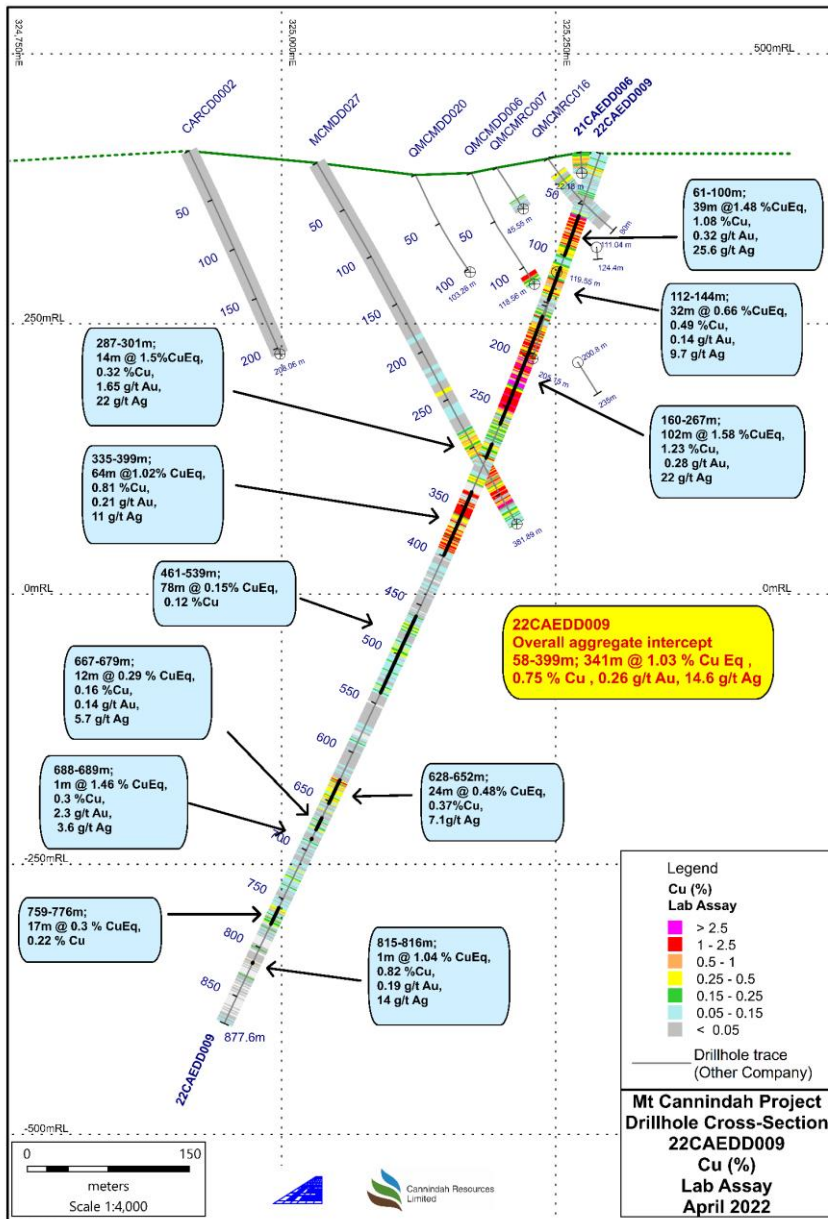 324,750mE
325,000mE
325,250mE
500mRL
CARCD0002
MCMDD027
QMCMDD020
QMCMDD006
QMCMRC007
QMCMRC016
21CAEDD006
22CAEDD009
50
100
150
200
208.06 m
50
100
150
200
250
381.89 m
50
100
103.28 m
50
100
118.56 m
45.55 m
22.18 m
50
80m
100
111.04 m
124.4m
119.55 m
200
205.15 m
200.8 m
235m
250
350
400
450
500
550
600
650
700
750
800
850
877.6m
22CAEDD009
250mRL
0mRL
0mRL
-250mRL
-500mRL
61-100m;
39m @1.48 %CuEq,
1.08 %Cu,
0.32 g/t Au,
25.6 g/t Ag
112-144m;
32m @ 0.66 %CuEq,
0.49 %Cu,
0.14 g/t Au,
9.7 g/t Ag
160-267m;
102m @ 1.58 %CuEq,
1.23 %Cu,
0.28 g/t Au,
22 g/t Ag
287-301m;
14m @ 1.5%CuEq,
0.32 %Cu,
1.65 g/t Au,
22 g/t Ag
335-399m;
64m @1.02% CuEq,
0.81 %Cu,
0.21 g/t Au,
11 g/t Ag
461-539m;
78m @ 0.15% CuEq,
0.12 %Cu
22CAEDD009
Overall aggregate intercept
58-399m; 341m @ 1.03 % Cu Eq ,
0.75 % Cu , 0.26 g/t Au, 14.6 g/t Ag
667-679m;
12m @ 0.29 % CuEq,
0.16 %Cu,
0.14 g/t Au,
5.7 g/t Ag
688-689m;
1m @ 1.46 % CuEq,
0.3 %Cu,
2.3 g/t Au,
3.6 g/t Ag
628-652m;
24m @ 0.48% CuEq,
0.37%Cu,
7.1g/t Ag
759-776m;
17m @ 0.3 % CuEq,
0.22 % Cu
815-816m;
1m @ 1.04 % CuEq,
0.82 %Cu,
0.19 g/t Au,
14 g/t Ag
Legend
Cu (%)
Lab Assay
> 2.5
1 - 2.5
0.5 - 1
0.25 - 0.5
0.15 - 0.25
0.05 - 0.15
< 0.05
Drillhole trace
(Other Company)
Mt Cannindah Project
Drillhole Cross-Section
22CAEDD009
Cu (%)
Lab Assay
April 2022
0 150
meters
Scale 1:4,000
Cannindah Resources
Limited